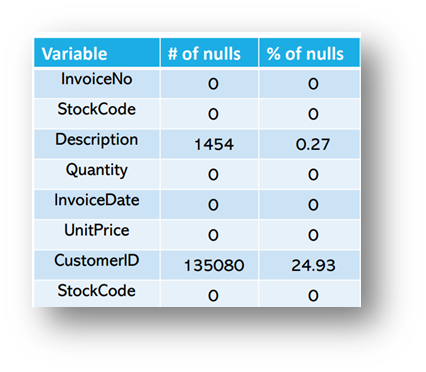 Variable # of nulls % of nulls
InvoiceNo 0 0
StockCode 0 0
Description 1454 0.27
Quantity 0 0
InvoiceDate 0 0
UnitPrice 0 0
CustomerID 135080 24.93
StockCode 0 0